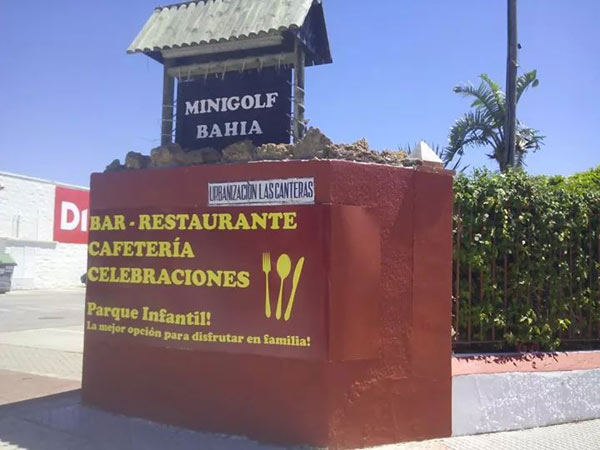 MINIGOLF
BAHIA
URBANIZACIÓN LAS CANTERAS
BAR - RESTAURANTE
CAFETERÍA
CELEBRACIONES
Parque Infantil!
La mejor opción para disfrutar en familia!